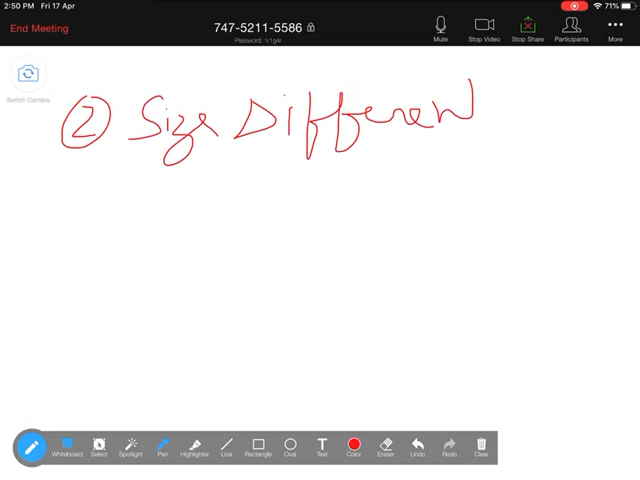 2:50 PM Fri 17 Apr
71%
End Meeting
747-5211-5586
Password: 1r1g4r
Mute
Stop Video
Stop Share
Participants
More
Switch Camera
② Size Differen
Whiteboard
Select
Spotlight
Pen
Highlighter
Line
Rectangle
Oval
T
Text
Color
Eraser
Undo
Redo
Clear